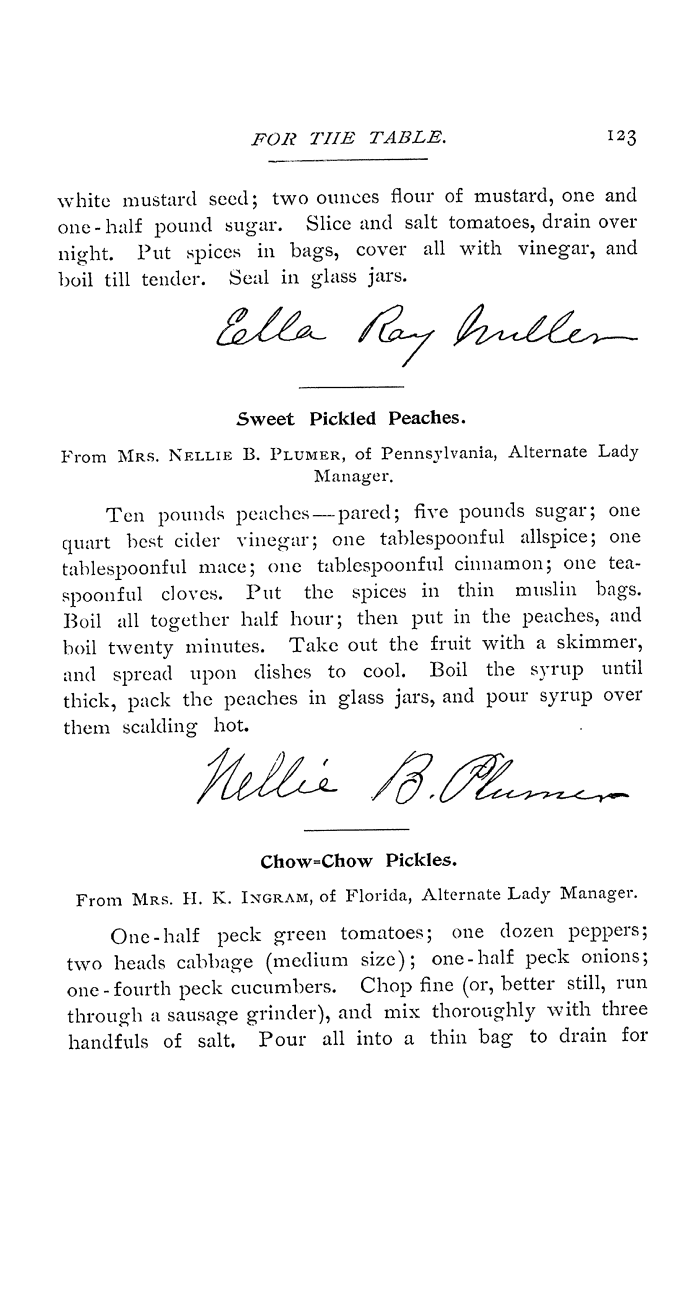 FOR THE TABLE. 123
white mustard seed; two ounces flour of mustard, one and
one-half pound sugar. Slice and salt tomatoes, drain over
night. Put spices in bags, cover all with vinegar, and
boil till tender. Seal in glass jars.
Ella Ray Miller
Sweet Pickled Peaches.
From MRS. NELLIE B. PLUMER, of Pennsylvania, Alternate Lady
Manager.
Ten pounds peaches—pared; five pounds sugar; one
quart best cider vinegar; one tablespoonful allspice; one
tablespoonful mace; one tablespoonful cinnamon; one tea-
spoonful cloves. Put the spices in thin muslin bags.
Boil all together half hour; then put in the peaches, and
boil twenty minutes. Take out the fruit with a skimmer,
and spread upon dishes to cool. Boil the syrup until
thick, pack the peaches in glass jars, and pour syrup over
them scalding hot.
Nellie B. Plumer
Chow-Chow Pickles.
From MRS. H. K. INGRAM, of Florida, Alternate Lady Manager.
One-half peck green tomatoes; one dozen peppers;
two heads cabbage (medium size); one-half peck onions;
one-fourth peck cucumbers. Chop fine (or, better still, run
through a sausage grinder), and mix thoroughly with three
handfuls of salt. Pour all into a thin bag to drain for